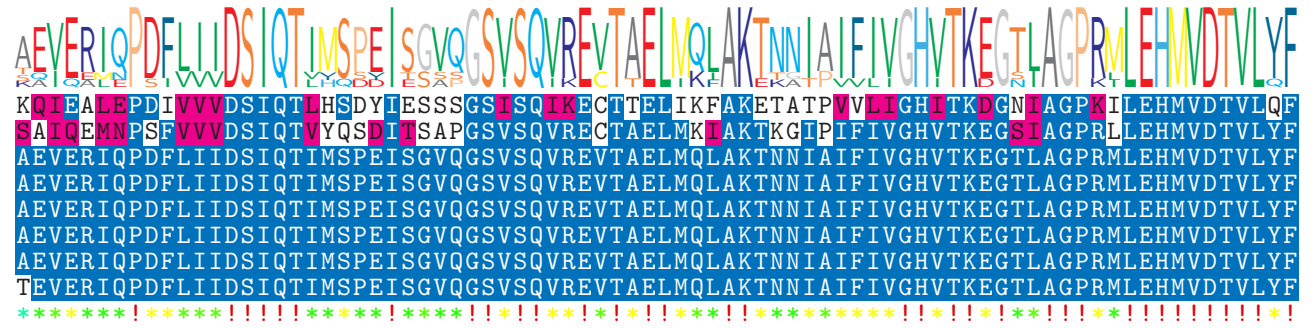 AEVERIQPDFLIIDSIQTIMSPEISGVQGSVSQVREVTAELMQLAKTNNIAIFIVGHVTKEGTLAGPRMLEHMVDTVLYF
KQIEALEPDIVVVDSIQTLHSDYIESSSGSISQIKECTTELIKFAKETATPVVLIGHITKDGNIAGPKILEHMVDTVLQF
SAIQEMNPSFVVVDSIQTVYQSDITSAPGSVSQVRECTAELMKIAKTKGIPIFIVGHVTKEGSIAGPRLLEHMVDTVLYF
AEVERIQPDFLIIDSIQTIMSPEISGVQGSVSQVREVTAELMQLAKTNNIAIFIVGHVTKEGTLAGPRMLEHMVDTVLYF
AEVERIQPDFLIIDSIQTIMSPEISGVQGSVSQVREVTAELMQLAKTNNIAIFIVGHVTKEGTLAGPRMLEHMVDTVLYF
AEVERIQPDFLIIDSIQTIMSPEISGVQGSVSQVREVTAELMQLAKTNNIAIFIVGHVTKEGTLAGPRMLEHMVDTVLYF
AEVERIQPDFLIIDSIQTIMSPEISGVQGSVSQVREVTAELMQLAKTNNIAIFIVGHVTKEGTLAGPRMLEHMVDTVLYF
AEVERIQPDFLIIDSIQTIMSPEISGVQGSVSQVREVTAELMQLAKTNNIAIFIVGHVTKEGTLAGPRMLEHMVDTVLYF
TEVERIQPDFLIIDSIQTIMSPEISGVQGSVSQVREVTAELMQLAKTNNIAIFIVGHVTKEGTLAGPRMLEHMVDTVLYF
*******!*****!!!!!**********!!*!!**!*!*!!***!!*********!!*!!*!**!!!**!!!!!!!!!*!